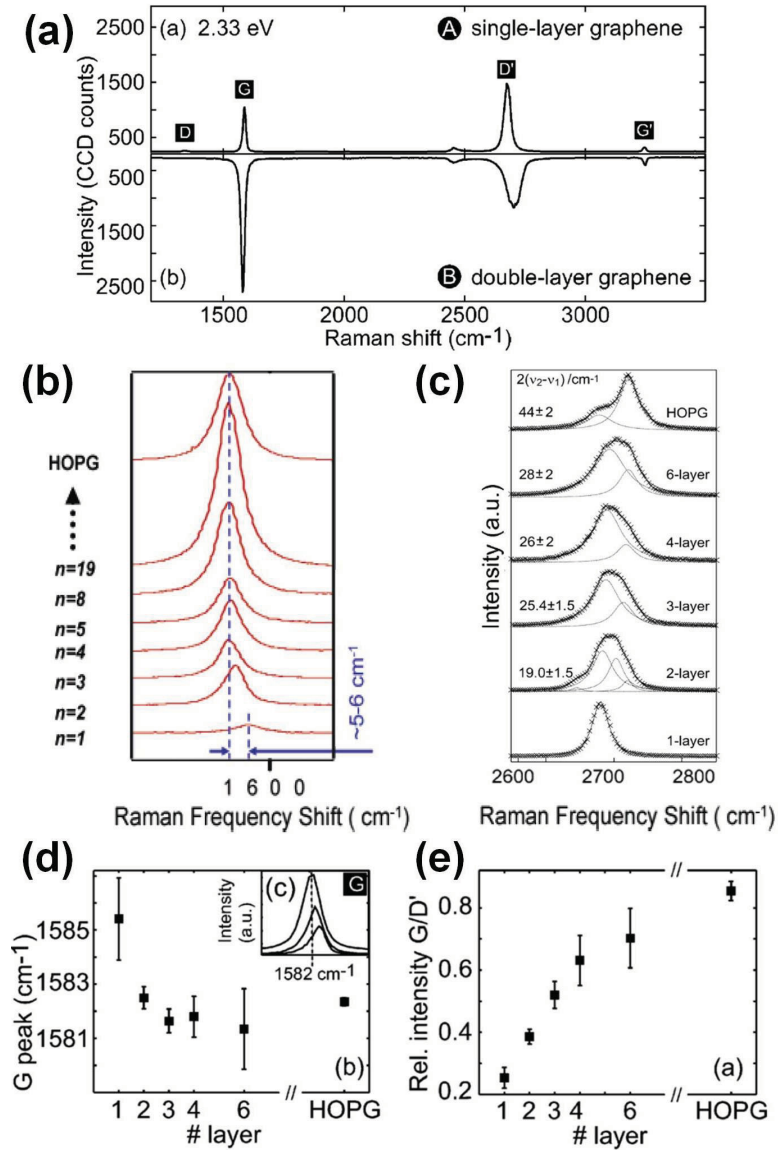 (a)
(a) 2.33 eV
A single-layer graphene
2500
1500
500
500
1500
2500
Intensity (CCD counts)
D
G
D'
G'
(b)
B double-layer graphene
1500
2000
2500
3000
Raman shift (cm-1)
(b)
HOPG
n=19
n=8
n=5
n=4
n=3
n=2
n=1
~5-6 cm-1
1 6 0 0
Raman Frequency Shift ( cm-1)
(c)
2(ν2-ν1) /cm-1
44±2
HOPG
28±2
6-layer
26±2
4-layer
25.4±1.5
3-layer
19.0±1.5
2-layer
1-layer
Intensity (a.u.)
2600
2700
2800
Raman Frequency Shift ( cm-1)
(d)
G peak (cm-1)
1585
1583
1581
(c)
G
Intensity
(a.u.)
1582 cm-1
(b)
1 2 3 4 6 // HOPG
# layer
(e)
//
Rel. intensity G/D'
0.8
0.6
0.4
0.2
(a)
1 2 3 4 6 // HOPG
# layer